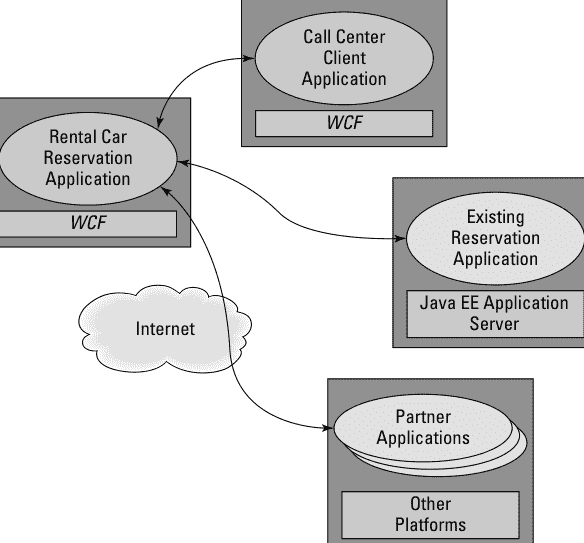 Call Center
Client
Application
WCF
Rental Car
Reservation
Application
WCF
Existing
Reservation
Application
Java EE Application
Server
Internet
Partner
Applications
Other
Platforms